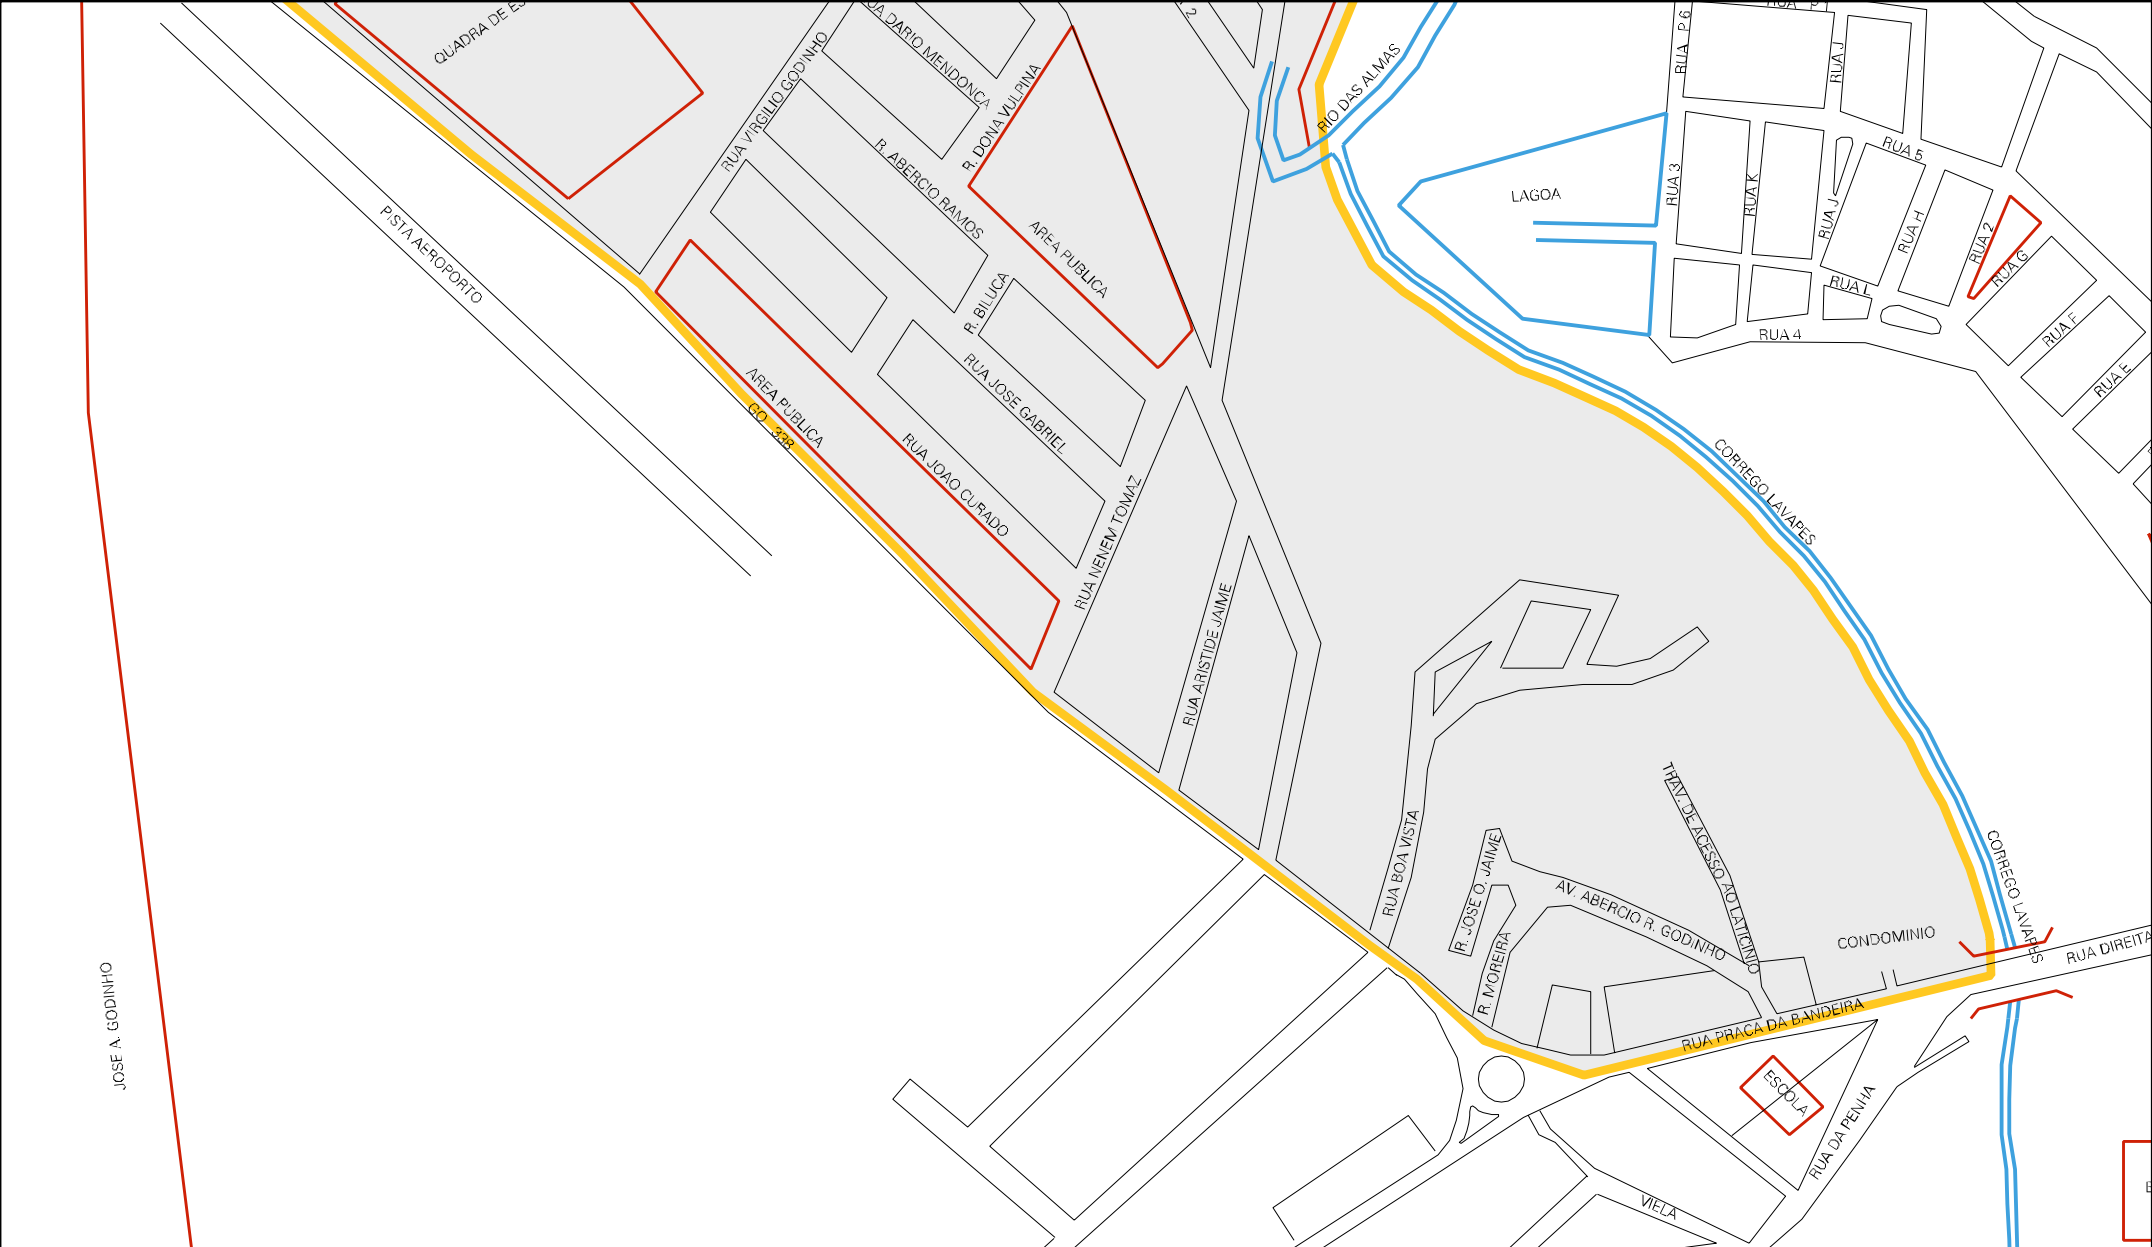 QUADRA DE ES
RUA DARIO MENDONCA
RUA VIRGILIO GODINHO
R. DONA VULPINA
R. ABERCIO RAMOS
AREA PUBLICA
R. BILUCA
RUA JOSE GABRIEL
PISTA AEROPORTO
AREA PUBLICA
GO 338
RUA JOAO CURADO
RUA NENEM TOMAZ
RUA ARISTIDE JAIME
2
RIO DAS ALMAS
LAGOA
RUA P 6
RUA P 1
RUA J
RUA 5
RUA 3
RUA K
RUA J
RUA H
RUA 2
RUA G
RUA L
RUA 4
RUA F
RUA E
CORREGO LAVAPES
CORREGO LAVAPES
RUA BOA VISTA
R. JOSE O. JAIME
R. MOREIRA
AV. ABERCIO R. GODINHO
TRAV. DE ACESSO AO LATICINIO
CONDOMINIO
RUA DIREITA
RUA PRACA DA BANDEIRA
ESCOLA
RUA DA PENHA
VIELA
JOSE A. GODINHO